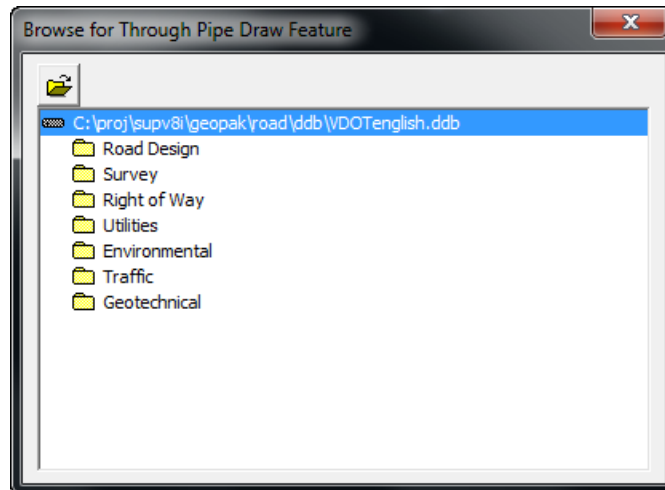 Browse for Through Pipe Draw Feature
C:\proj\supv8i\geopak\road\ddb\VDOTenglish.ddb
Road Design
Survey
Right of Way
Utilities
Environmental
Traffic
Geotechnical